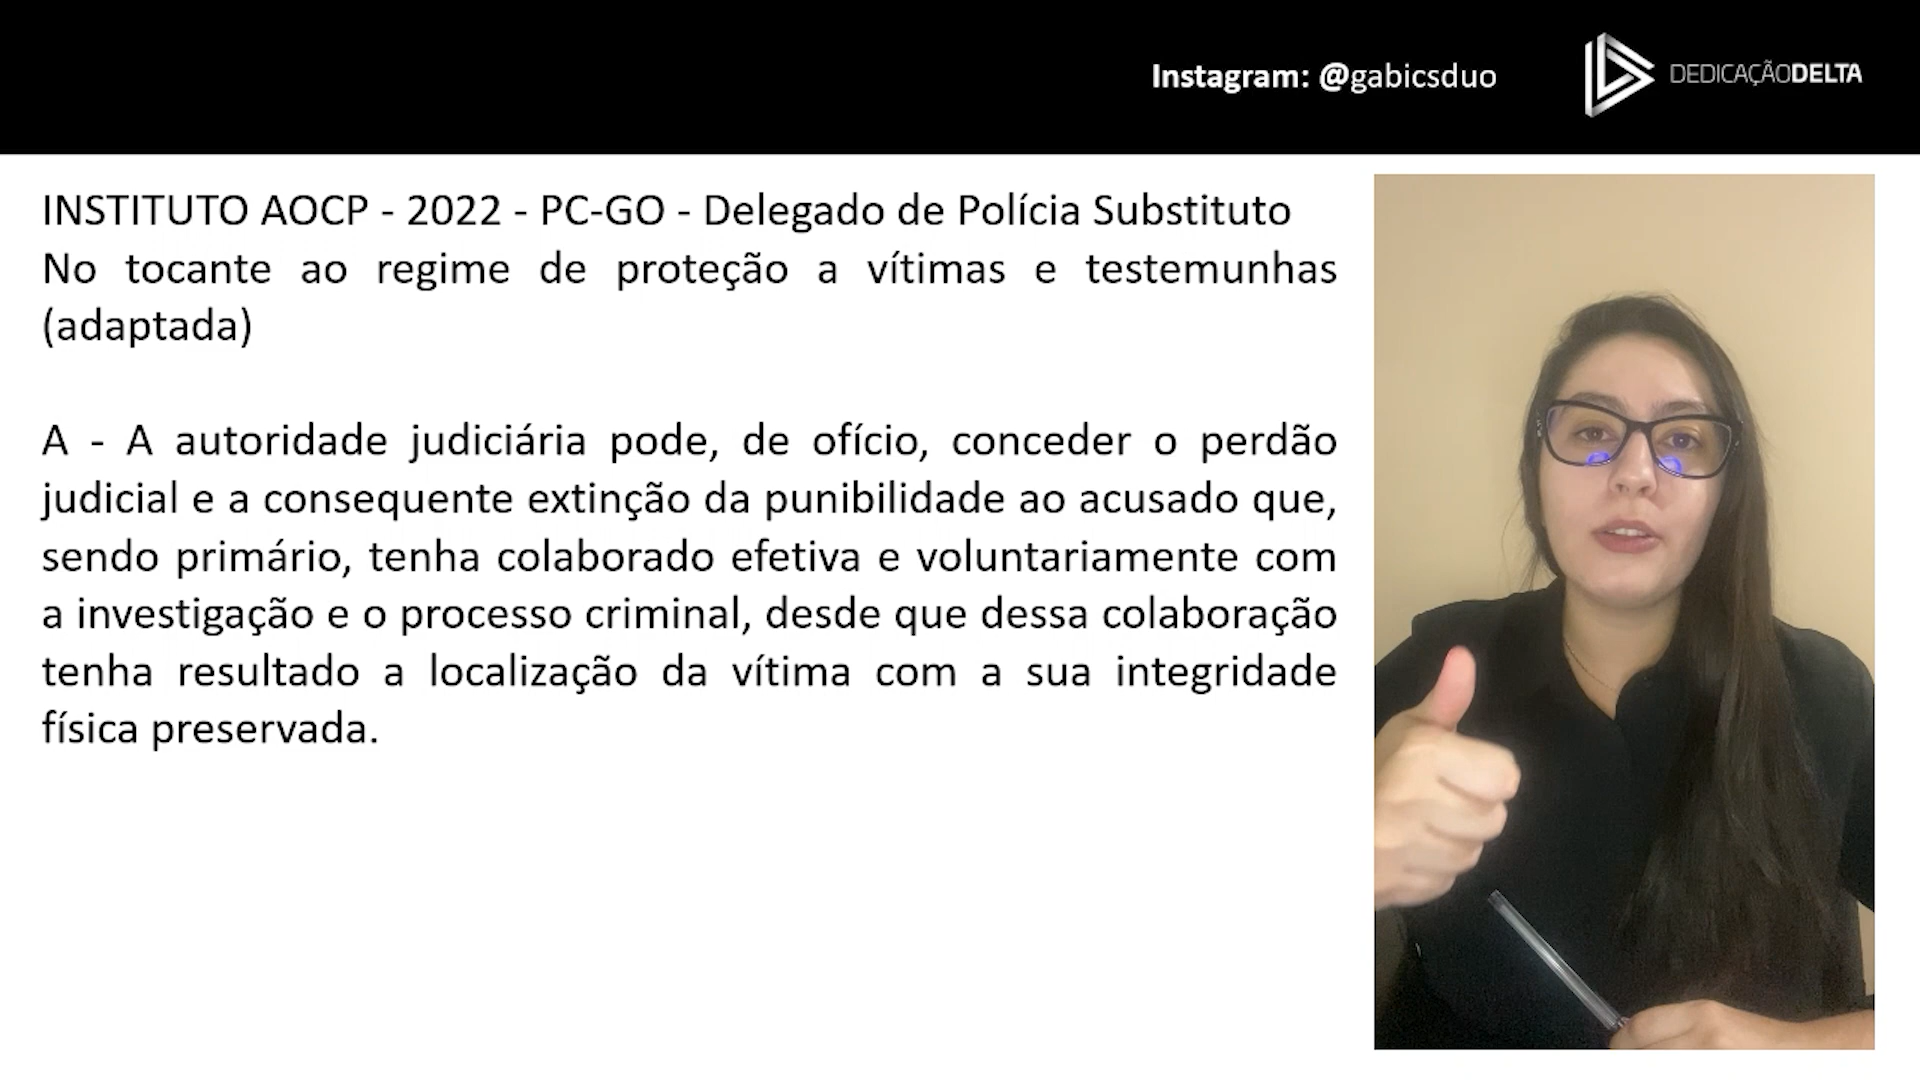 Instagram: @gabicsduo
DEDICAÇÃODELTA
INSTITUTO AOCP - 2022 - PC-GO - Delegado de Polícia Substituto
No tocante ao regime de proteção a vítimas e testemunhas
(adaptada)
A - A autoridade judiciária pode, de ofício, conceder o perdão
judicial e a consequente extinção da punibilidade ao acusado que,
sendo primário, tenha colaborado efetiva e voluntariamente com
a investigação e o processo criminal, desde que dessa colaboração
tenha resultado a localização da vítima com a sua integridade
física preservada.